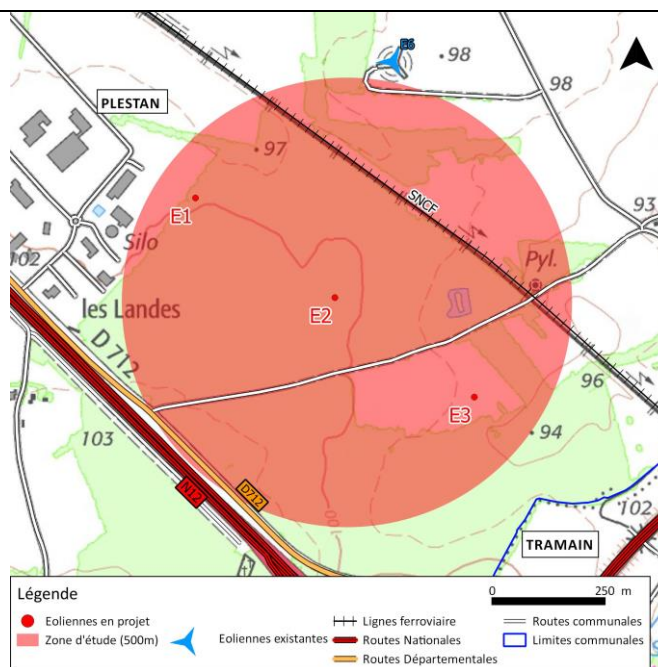 E6
98
98
PLESTAN
97
SNCF
E1
93
Silo
Pyl.
102
E2
les Landes
D 712
96
E3
103
94
N12
D712
102
TRAMAIN
Légende
0 250 m
Eoliennes en projet
Zone d'étude (500m)
Eoliennes existantes
Lignes ferroviaire
Routes Nationales
Routes Départementales
Routes communales
Limites communales